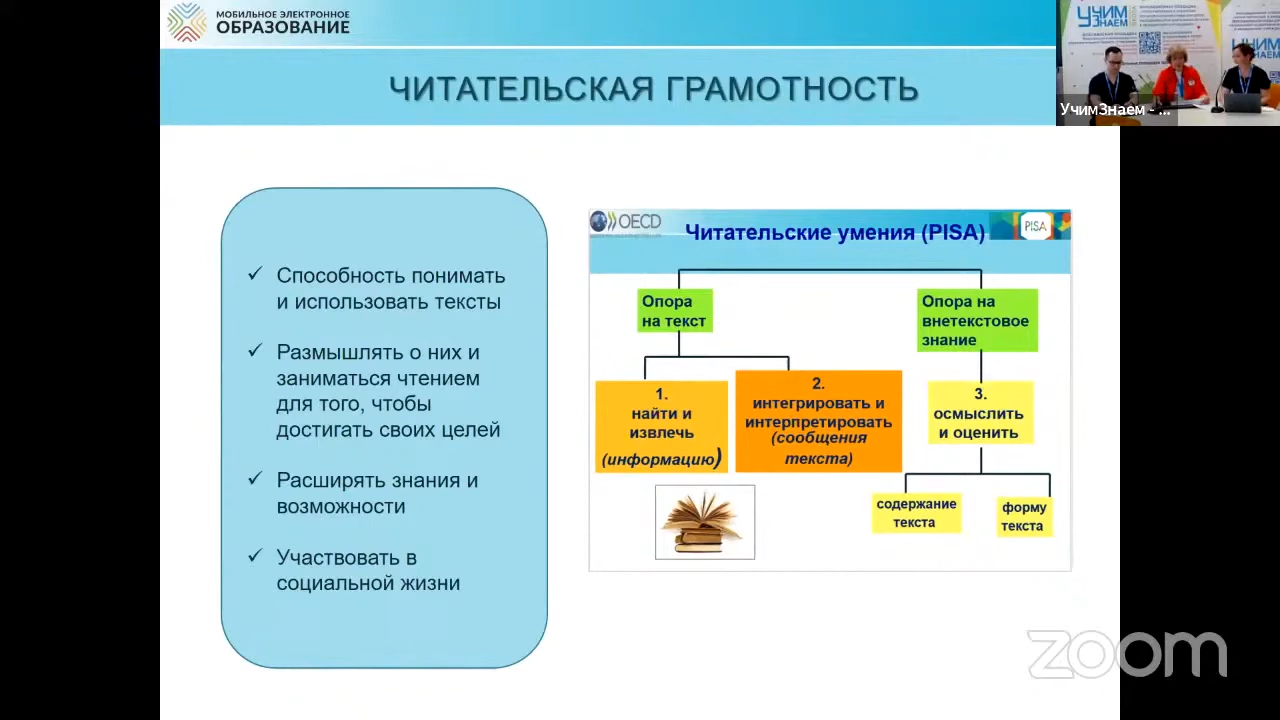 МОБИЛЬНОЕ ЭЛЕКТРОННОЕ
ОБРАЗОВАНИЕ
ЧИТАТЕЛЬСКАЯ ГРАМОТНОСТЬ
УЧИМ
ЗНАЕМ
УчимЗнаем - ...
✓ Способность понимать
и использовать тексты
✓ Размышлять о них и
заниматься чтением
для того, чтобы
достигать своих целей
✓ Расширять знания и
возможности
✓ Участвовать в
социальной жизни
OECD
Читательские умения (PISA)
PISA
Опора
на текст
Опора на
внетекстовое
знание
1.
найти и
извлечь
(информацию)
2.
интегрировать и
интерпретировать
(сообщения
текста)
3.
осмыслить
и оценить
содержание
текста
форму
текста
zoom